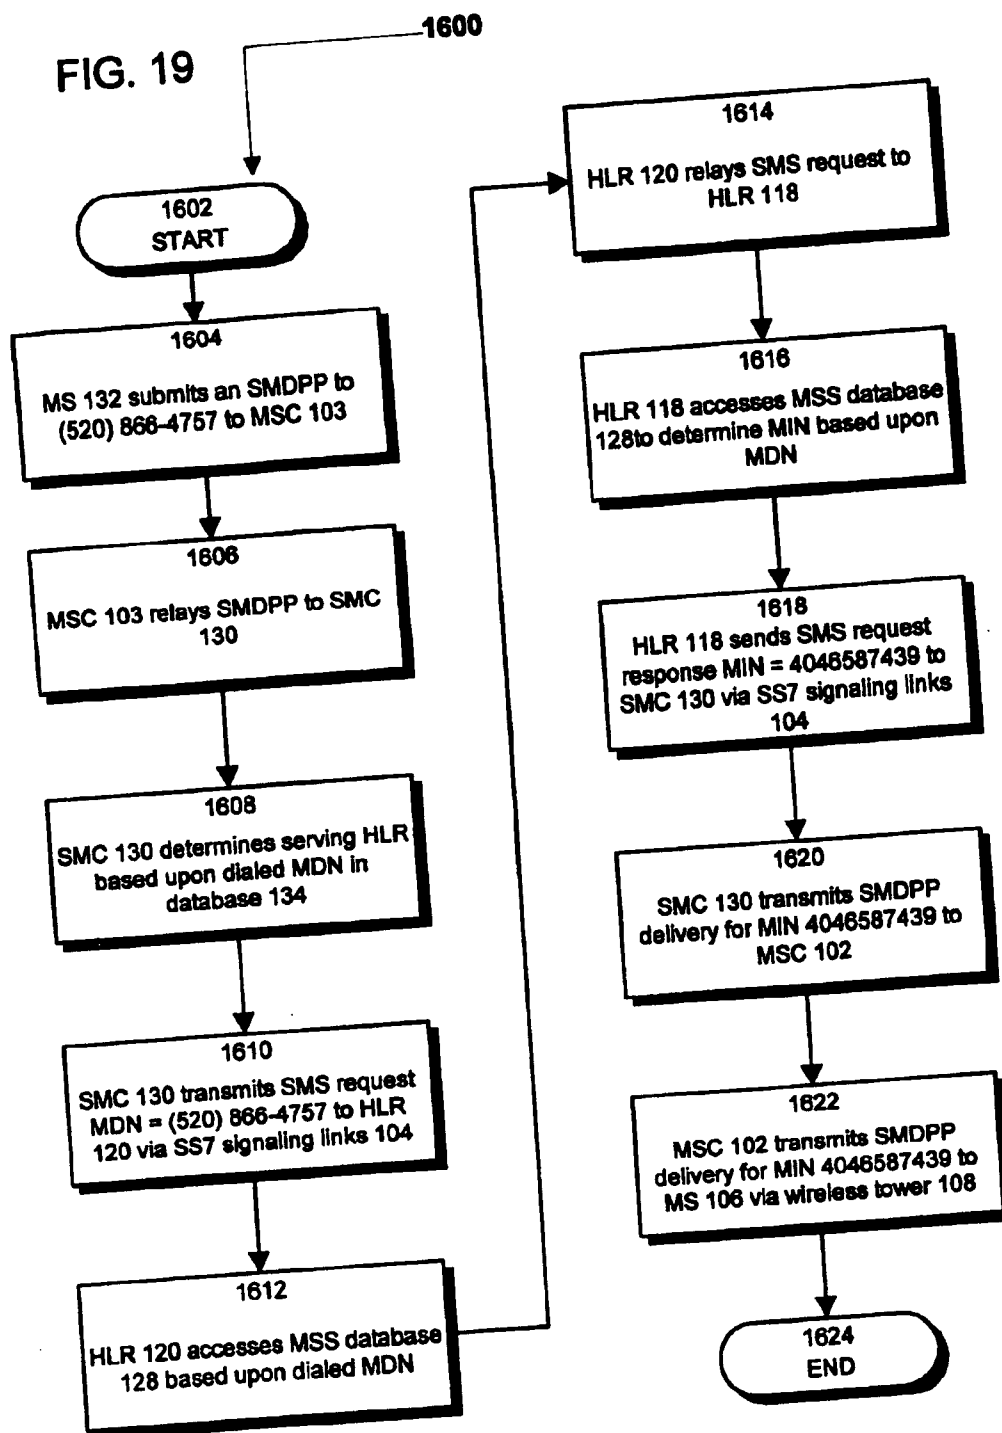 FIG. 19
1600
1602
START
1604
MS 132 submits an SMDPP to
(520) 866-4757 to MSC 103
1606
MSC 103 relays SMDPP to SMC
130
1608
SMC 130 determines serving HLR
based upon dialed MDN in
database 134
1610
SMC 130 transmits SMS request
MDN = (520) 866-4757 to HLR
120 via SS7 signaling links 104
1612
HLR 120 accesses MSS database
128 based upon dialed MDN
1614
HLR 120 relays SMS request to
HLR 118
1616
HLR 118 accesses MSS database
128to determine MIN based upon
MDN
1618
HLR 118 sends SMS request
response MIN = 4046587439 to
SMC 130 via SS7 signaling links
104
1620
SMC 130 transmits SMDPP
delivery for MIN 4046587439 to
MSC 102
1622
MSC 102 transmits SMDPP
delivery for MIN 4046587439 to
MS 106 via wireless tower 108
1624
END